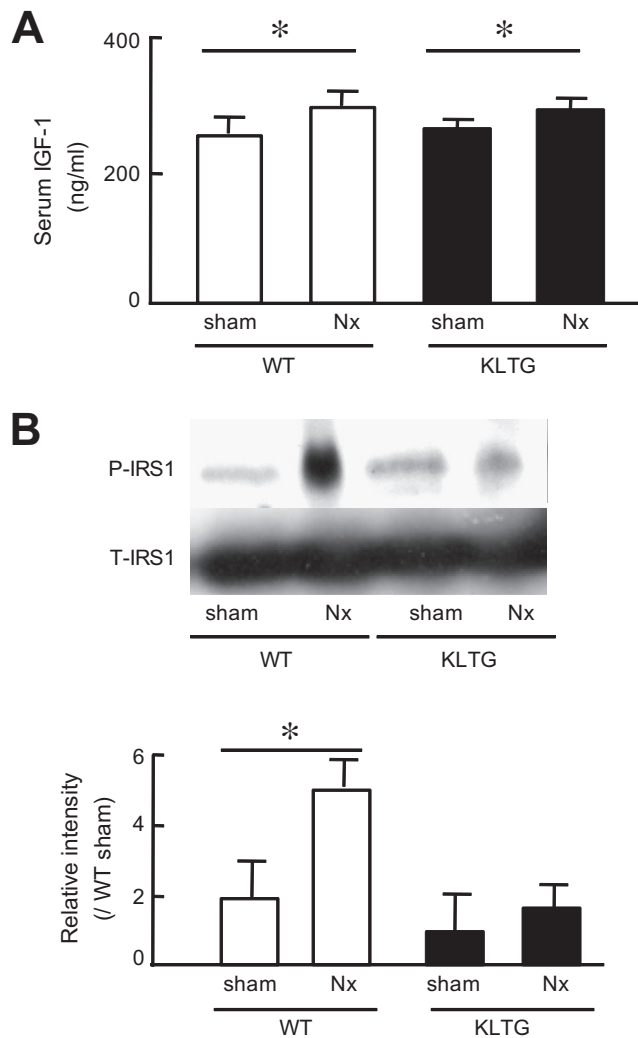 A
400
200
0
Serum IGF-1
(ng/ml)
* *
sham Nx sham Nx
WT KLTG
B
P-IRS1
T-IRS1
sham Nx sham Nx
WT KLTG
6
4
2
0
Relative intensity
(/ WT sham)
*
sham Nx sham Nx
WT KLTG